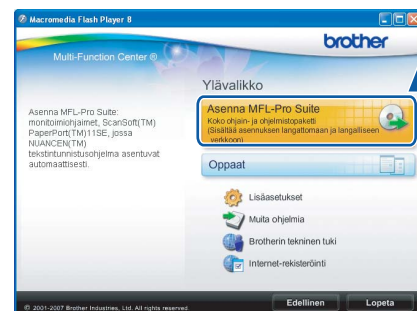 Macromedia Flash Player 8
brother
Multi-Function Center ®
Ylävalikko
Asenna MFL-Pro Suite:
monitoimiohjaimet, ScanSoft(TM)
PaperPort(TM)11SE, jossa
NUANCEN(TM)
tekstintunnistusohjelma asentuvat
automaattisesti.
Asenna MFL-Pro Suite
Koko ohjain- ja ohjelmistopaketti
(Sisältää asennuksen langattomaan ja langalliseen
verkkoon)
Oppaat
Lisäasetukset
Muita ohjelmia
Brotherin tekninen tuki
Internet-rekisteröinti
© 2001-2007 Brother Industries, Ltd. All rights reserved
Edellinen
Lopeta